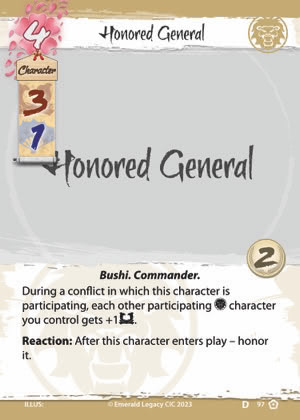 4
Honored General
Character
3
1
Honored General
2
Bushi. Commander.
During a conflict in which this character is
participating, each other participating character
you control gets +1.
Reaction: After this character enters play – honor
it.
ILLUS: © Emerald Legacy CIC 2023 D 97